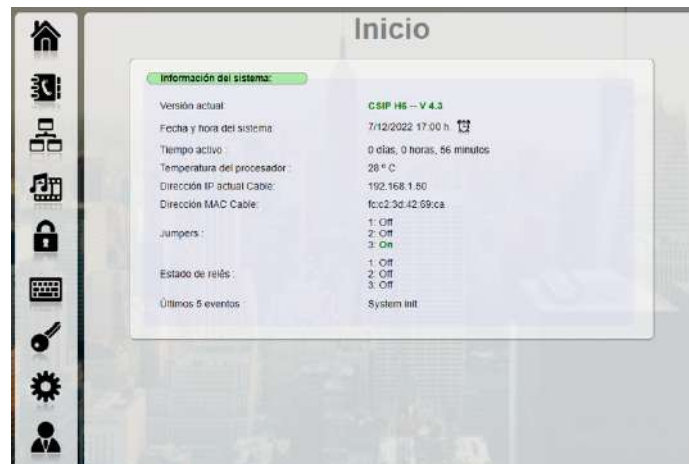 Inicio
Información del sistema:
Versión actual: CSIP H6 -- V 4.3
Fecha y hora del sistema: 7/12/2022 17:00 h.
Tiempo activo : 0 días, 0 horas, 56 minutos
Temperatura del procesador : 28 º C
Dirección IP actual Cable: 192.168.1.50
Dirección MAC Cable: fc:c2:3d:42:69:ca
Jumpers : 1: Off
2: Off
3: On
Estado de relés : 1: Off
2: Off
3: Off
Últimos 5 eventos : System init